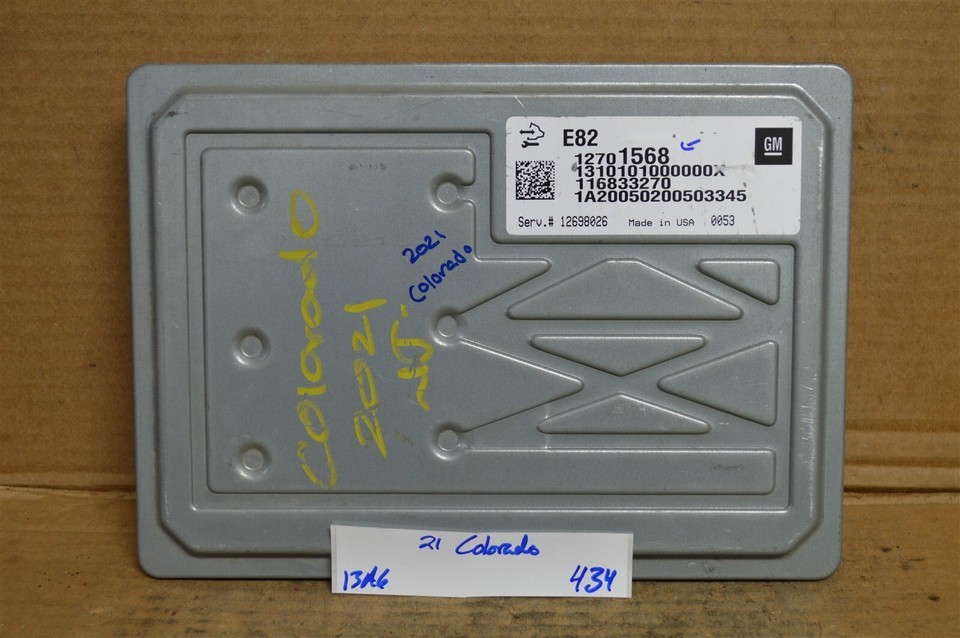 E82
GM
12701568
1310101000000X
116833270
1A20050200503345
Serv.# 12698026 Made in USA 0053
2021
Colorado
Colorado
2021
21 Colorado
13A6 434